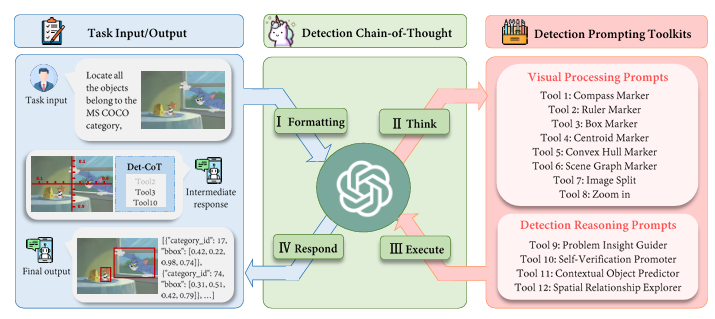 Task Input/Output
Detection Chain-of-Thought
Detection Prompting Toolkits
Task input
Locate all
the objects
belong to the
MS COCO
category,
Det-CoT
Tool2
Tool3
Tool10
Intermediate
response
Final output
[{"category_id": 17,
"bbox": [0.42, 0.22,
0.98, 0.74]},
{"category_id": 74,
"bbox": [0.31, 0.51,
0.42, 0.79]}, ...]
I Formatting
II Think
IV Respond
III Execute
Visual Processing Prompts
Tool 1: Compass Marker
Tool 2: Ruler Marker
Tool 3: Box Marker
Tool 4: Centroid Marker
Tool 5: Convex Hull Marker
Tool 6: Scene Graph Marker
Tool 7: Image Split
Tool 8: Zoom in
Detection Reasoning Prompts
Tool 9: Problem Insight Guider
Tool 10: Self-Verification Promoter
Tool 11: Contextual Object Predictor
Tool 12: Spatial Relationship Explorer